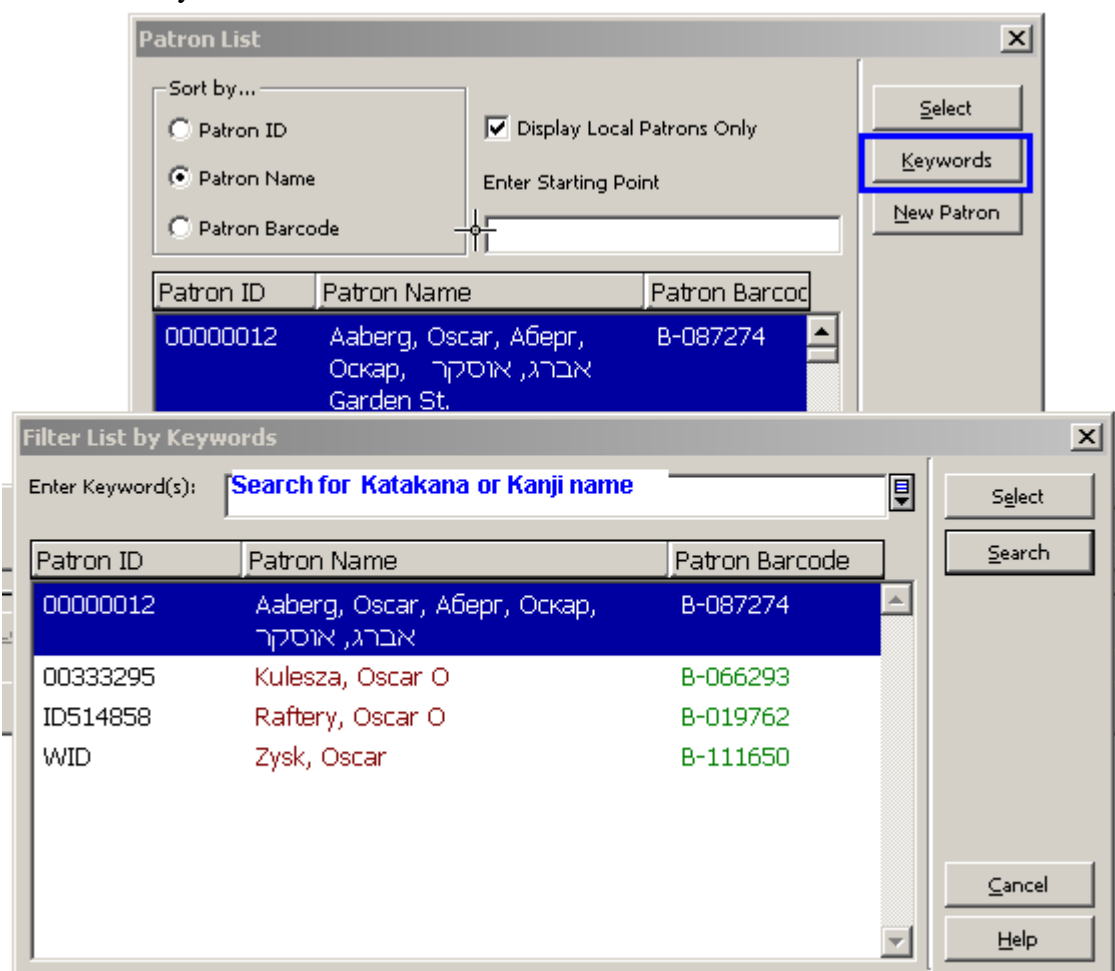 Patron List
Sort by...
Patron ID
Patron Name
Patron Barcode
Display Local Patrons Only
Enter Starting Point
Select
Keywords
New Patron
Patron ID Patron Name Patron Barcod
00000012 Aaberg, Oscar, Аберг, B-087274
Оскар, אברג, אוסקר
Garden St.
Filter List by Keywords
Enter Keyword(s): Search for Katakana or Kanji name
Select
Search
Patron ID Patron Name Patron Barcode
00000012 Aaberg, Oscar, Аберг, Оскар, B-087274
אברג, אוסקר
00333295 Kulesza, Oscar O B-066293
ID514858 Raftery, Oscar O B-019762
WID Zysk, Oscar B-111650
Cancel
Help